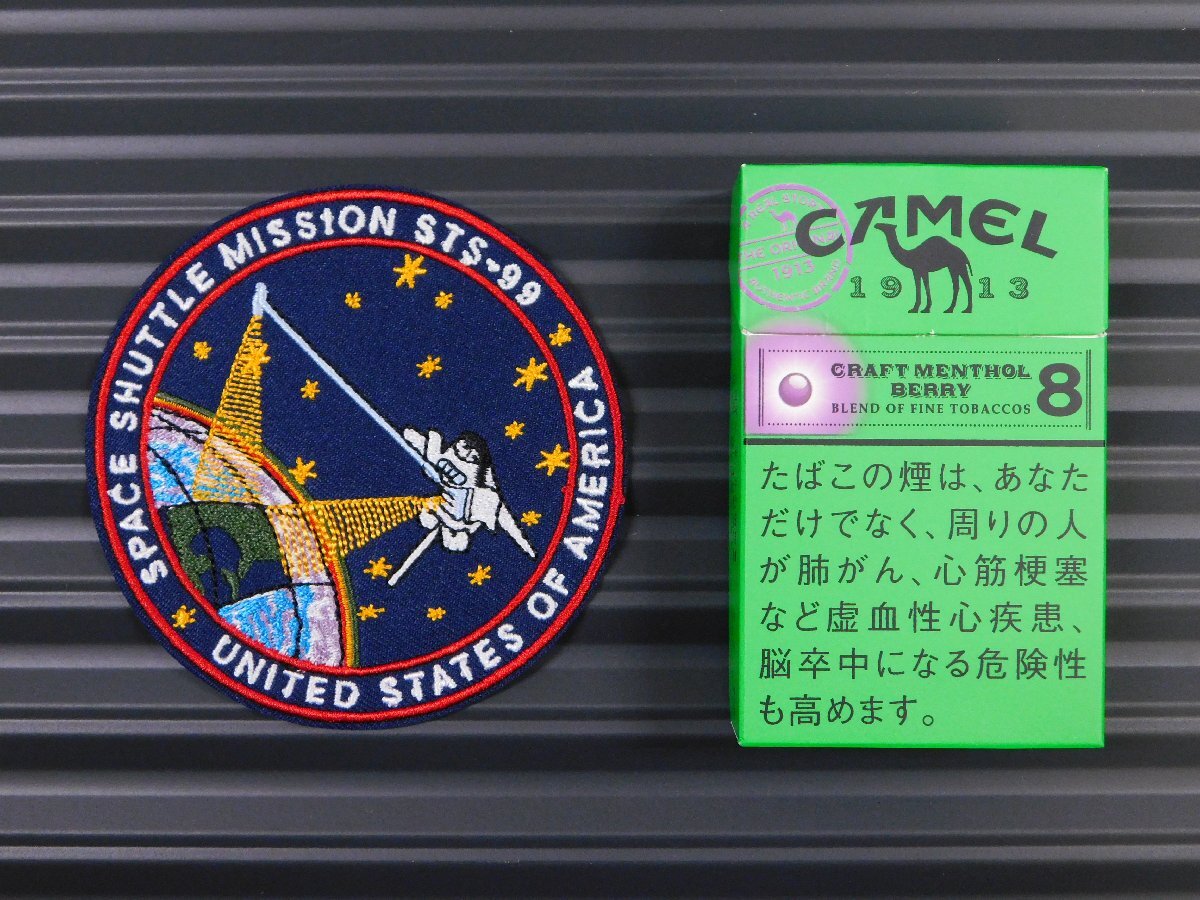 SPACE SHUTTLE MISSION STS-99
UNITED STATES OF AMERICA
CAMEL
1913
THE ORIGINAL
1913
CRAFT MENTHOL
BERRY
BLEND OF FINE TOBACCOS
8
たばこの煙は、あなた
だけでなく、周りの人
が肺がん、心筋梗塞
など虚血性心疾患、
脳卒中になる危険性
も高めます。